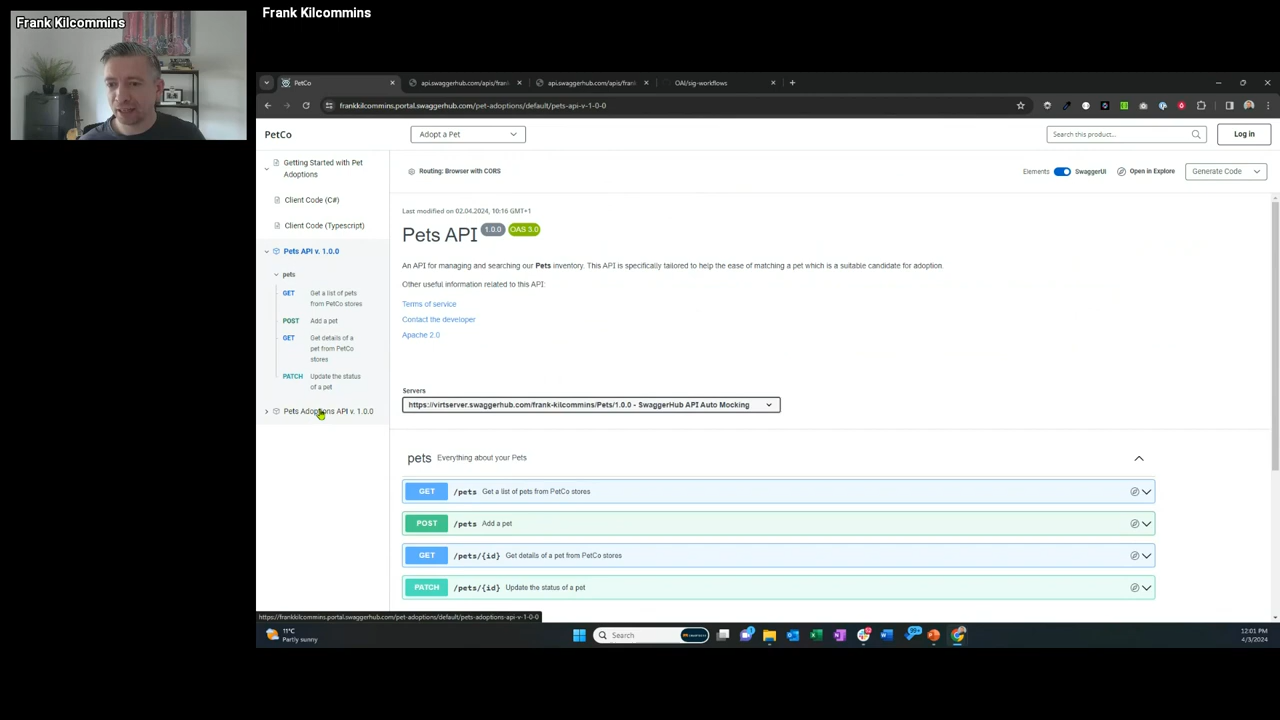 Frank Kilcommins
Frank Kilcommins
PetCo
api.swaggerhub.com/apis/frank
api.swaggerhub.com/apis/frank
OAI/sig-workflows
frankkilcommins.portal.swaggerhub.com/pet-adoptions/default/pets-api-v-1-0-0
PetCo
Adopt a Pet
Search this product...
Log in
Getting Started with Pet
Adoptions
Client Code (C#)
Client Code (Typescript)
Pets API v. 1.0.0
pets
GET Get a list of pets
from PetCo stores
POST Add a pet
GET Get details of a
pet from PetCo
stores
PATCH Update the status
of a pet
Pets Adoptions API v. 1.0.0
Routing: Browser with CORS
Elements SwaggerUI Open in Explore Generate Code
Last modified on 02.04.2024, 10:16 GMT+1
Pets API 1.0.0 OAS 3.0
An API for managing and searching our Pets inventory. This API is specifically tailored to help the ease of matching a pet which is a suitable candidate for adoption.
Other useful information related to this API:
Terms of service
Contact the developer
Apache 2.0
Servers
https://virtserver.swaggerhub.com/frank-kilcommins/Pets/1.0.0 - SwaggerHub API Auto Mocking
pets Everything about your Pets
GET /pets Get a list of pets from PetCo stores
POST /pets Add a pet
GET /pets/{id} Get details of a pet from PetCo stores
PATCH /pets/{id} Update the status of a pet
https://frankkilcommins.portal.swaggerhub.com/pet-adoptions/default/pets-adoptions-api-v-1-0-0
11°C
Partly sunny
Search
99+
12:01 PM
4/3/2024